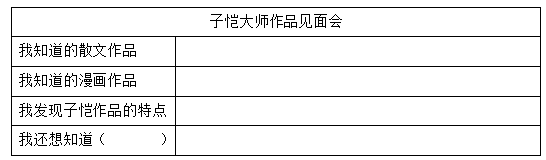 子恺大师作品见面会
我知道的散文作品
我知道的漫画作品
我发现子恺作品的特点
我还想知道（　　　　）